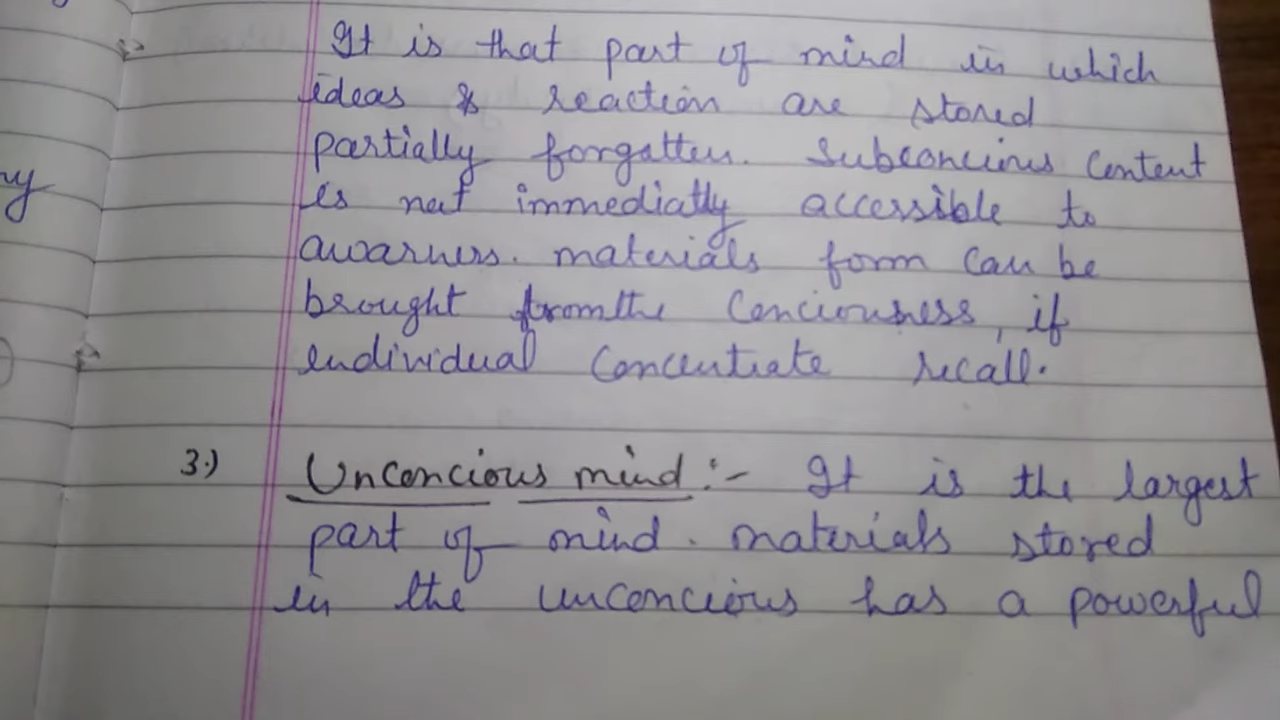 It is that part of mind in which
ideas & reaction are stored
partially forgatten. Subconcious Content
is not immediatly accessible to
awarness. materials form can be
brought fromthe Conciousness, if
individual Concentrate recall.
3.) Unconcious mind :- It is the largest
part of mind. materials stored
in the unconcious has a powerful